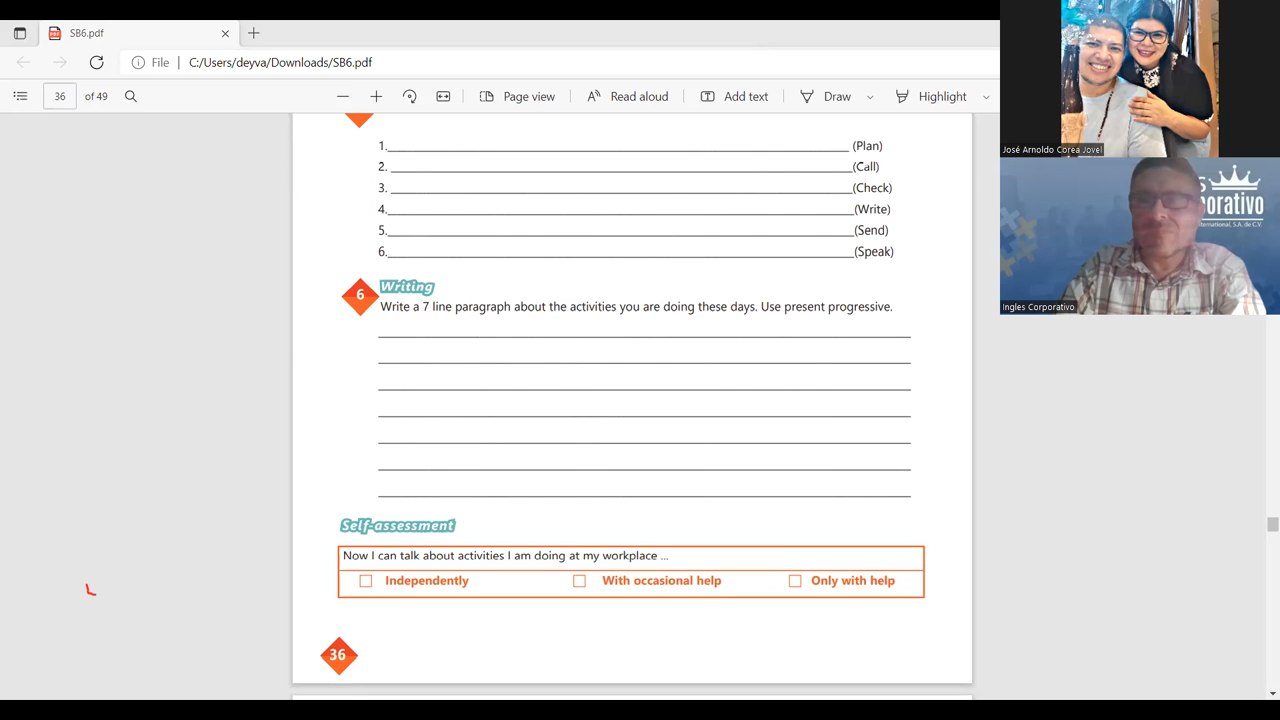 SB6.pdf
File C:/Users/deyva/Downloads/SB6.pdf
36 of 49 Page view Read aloud Add text Draw Highlight
1. (Plan)
2. (Call)
3. (Check)
4. (Write)
5. (Send)
6. (Speak)
6 Writing
Write a 7 line paragraph about the activities you are doing these days. Use present progressive.
Self-assessment
Now I can talk about activities I am doing at my workplace ...
Independently With occasional help Only with help
36
José Arnoldo Corea Jovel
S
porativo
International, S.A. de C.V.
Ingles Corporativo